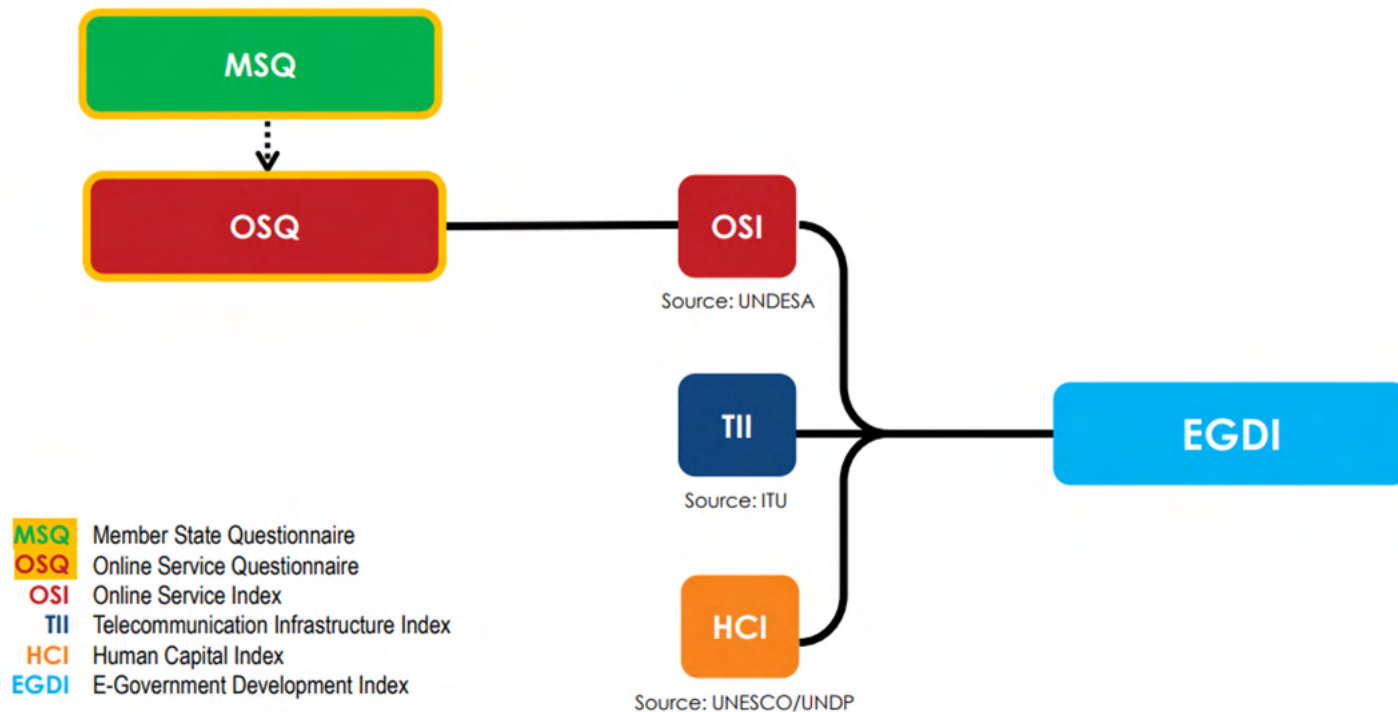 MSQ
OSQ
OSI
Source: UNDESA
TII
Source: ITU
EGDI
HCI
Source: UNESCO/UNDP
MSQ Member State Questionnaire
OSQ Online Service Questionnaire
OSI Online Service Index
TII Telecommunication Infrastructure Index
HCI Human Capital Index
EGDI E-Government Development Index